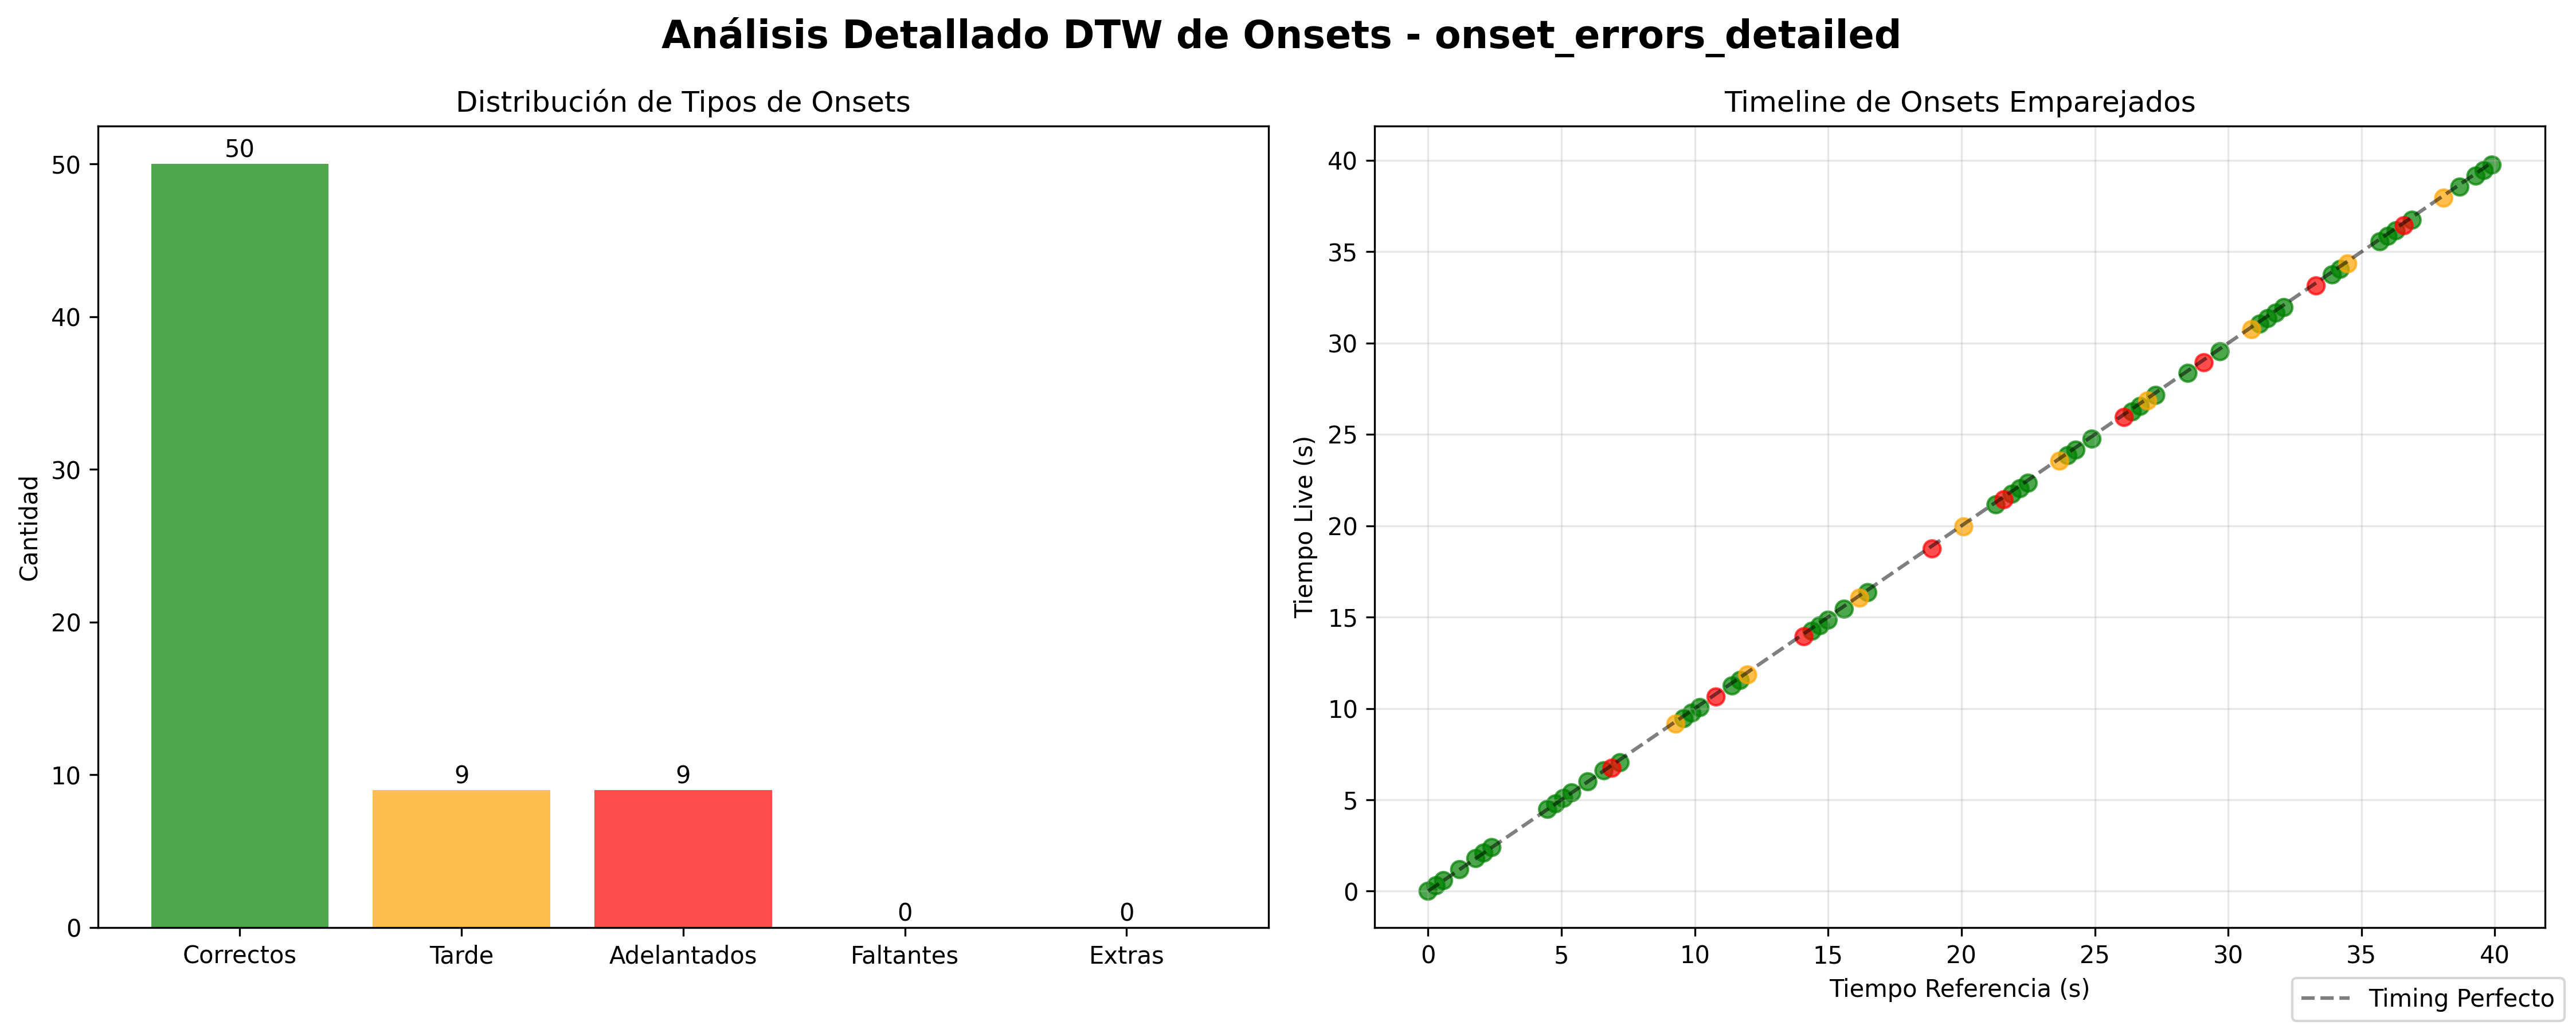 Análisis Detallado DTW de Onsets - onset_errors_detailed
Distribución de Tipos de Onsets
Cantidad
50
40
30
20
10
0
50
9
9
0
0
Correctos
Tarde
Adelantados
Faltantes
Extras
Timeline de Onsets Emparejados
Tiempo Live (s)
40
35
30
25
20
15
10
5
0
0
5
10
15
20
25
30
35
40
Tiempo Referencia (s)
Timing Perfecto